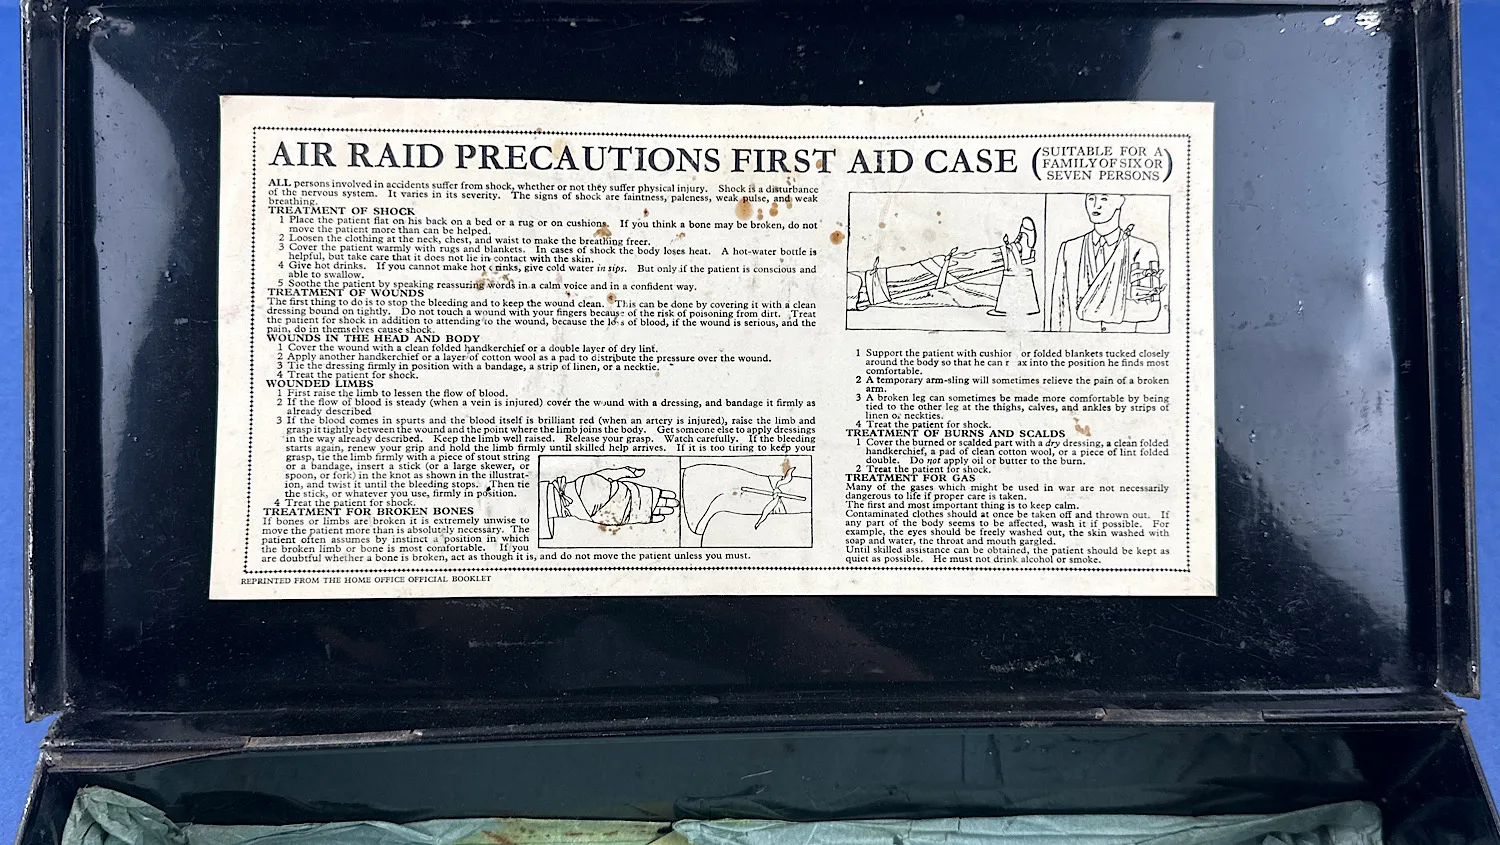 AIR RAID PRECAUTIONS FIRST AID CASE (SUITABLE FOR A
FAMILY OF SIX OR
SEVEN PERSONS)
ALL persons involved in accidents suffer from shock, whether or not they suffer physical injury. Shock is a disturbance
of the nervous system. It varies in its severity. The signs of shock are faintness, paleness, weak pulse, and weak
breathing.
TREATMENT OF SHOCK
1 Place the patient flat on his back on a bed or a rug or on cushions. If you think a bone may be broken, do not
move the patient more than can be helped.
2 Loosen the clothing at the neck, chest, and waist to make the breathing freer.
3 Cover the patient warmly with rugs and blankets. In cases of shock the body loses heat. A hot-water bottle is
helpful, but take care that it does not lie in contact with the skin.
4 Give hot drinks. If you cannot make hot drinks, give cold water in sips. But only if the patient is conscious and
able to swallow.
5 Soothe the patient by speaking reassuring words in a calm voice and in a confident way.
TREATMENT OF WOUNDS
The first thing to do is to stop the bleeding and to keep the wound clean. This can be done by covering it with a clean
dressing bound on tightly. Do not touch a wound with your fingers because of the risk of poisoning from dirt. Treat
the patient for shock in addition to attending to the wound, because the loss of blood, if the wound is serious, and the
pain, do in themselves cause shock.
WOUNDS IN THE HEAD AND BODY
1 Cover the wound with a clean folded handkerchief or a double layer of dry lint.
2 Apply another handkerchief or a layer of cotton wool as a pad to distribute the pressure over the wound.
3 Tie the dressing firmly in position with a bandage, a strip of linen, or a necktie.
4 Treat the patient for shock.
WOUNDED LIMBS
1 First raise the limb to lessen the flow of blood.
2 If the flow of blood is steady (when a vein is injured) cover the wound with a dressing, and bandage it firmly as
already described
3 If the blood comes in spurts and the blood itself is brilliant red (when an artery is injured), raise the limb and
grasp it tightly between the wound and the point where the limb joins the body. Get someone else to apply dressings
in the way already described. Keep the limb well raised. Release your grasp. Watch carefully. If the bleeding
starts again, renew your grip and hold the limb firmly until skilled help arrives. If it is too tiring to keep your
grasp, tie the limb firmly with a piece of stout string
or a bandage, insert a stick (or a large skewer, or
spoon, or fork) in the knot as shown in the illustrat-
ion, and twist it until the bleeding stops. Then tie
the stick, or whatever you use, firmly in position.
4 Treat the patient for shock.
TREATMENT FOR BROKEN BONES
If bones or limbs are broken it is extremely unwise to
move the patient more than is absolutely necessary. The
patient often assumes by instinct a position in which
the broken limb or bone is most comfortable. If you
are doubtful whether a bone is broken, act as though it is, and do not move the patient unless you must.
1 Support the patient with cushion or folded blankets tucked closely
around the body so that he can relax into the position he finds most
comfortable.
2 A temporary arm-sling will sometimes relieve the pain of a broken
arm.
3 A broken leg can sometimes be made more comfortable by being
tied to the other leg at the thighs, calves, and ankles by strips of
linen or neckties.
4 Treat the patient for shock.
TREATMENT OF BURNS AND SCALDS
1 Cover the burned or scalded part with a dry dressing, a clean folded
handkerchief, a pad of clean cotton wool, or a piece of lint folded
double. Do not apply oil or butter to the burn.
2 Treat the patient for shock.
TREATMENT FOR GAS
Many of the gases which might be used in war are not necessarily
dangerous to life if proper care is taken.
The first and most important thing is to keep calm.
Contaminated clothes should at once be taken off and thrown out. If
any part of the body seems to be affected, wash it if possible. For
example, the eyes should be freely washed out, the skin washed with
soap and water, the throat and mouth gargled.
Until skilled assistance can be obtained, the patient should be kept as
quiet as possible. He must not drink alcohol or smoke.
REPRINTED FROM THE HOME OFFICE OFFICIAL BOOKLET